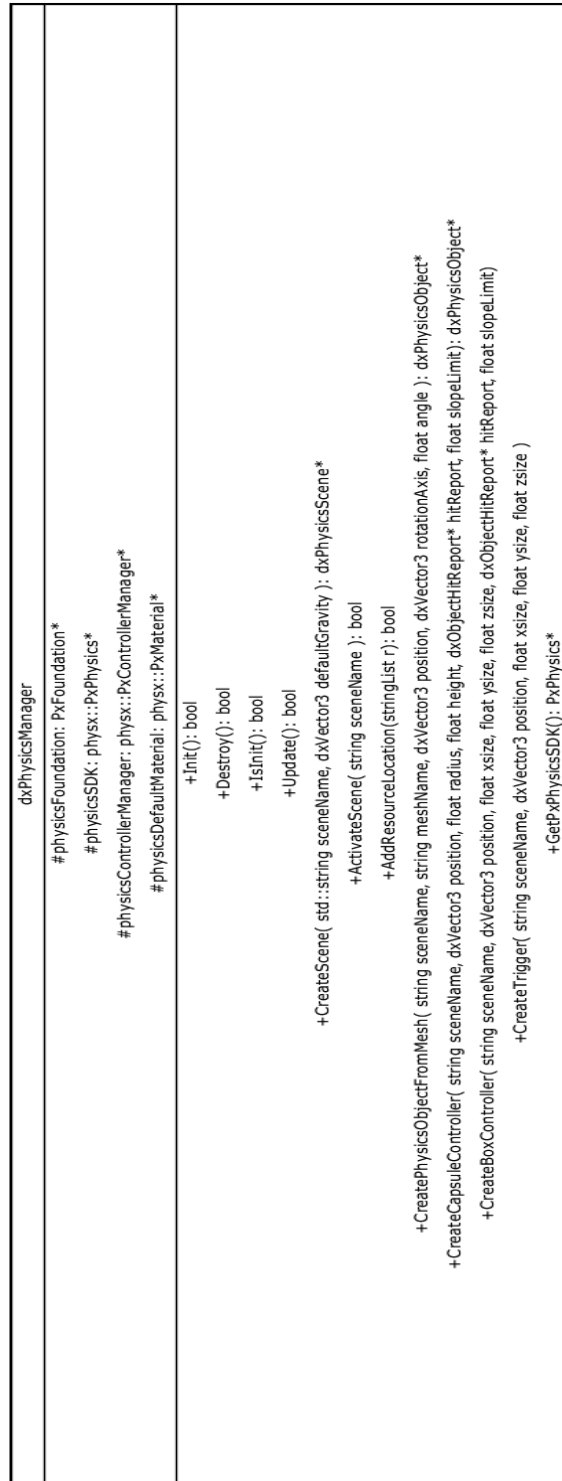 dxPhysicsManager
#physicsFoundation: PxFoundation*
#physicsSDK: physx::PxPhysics*
#physicsControllerManager: physx::PxControllerManager*
#physicsDefaultMaterial: physx::PxMaterial*
+Init(): bool
+Destroy(): bool
+IsInit(): bool
+Update(): bool
+CreateScene( std::string sceneName, dxVector3 defaultGravity ): dxPhysicsScene*
+ActivateScene( string sceneName ): bool
+AddResourceLocation(stringList r): bool
+CreatePhysicsObjectFromMesh( string sceneName, string meshName, dxVector3 position, dxVector3 rotationAxis, float angle ): dxPhysicsObject*
+CreateCapsuleController( string sceneName, dxVector3 position, float radius, float height, dxObjectHitReport* hitReport, float slopeLimit): dxPhysicsObject*
+CreateBoxController( string sceneName, dxVector3 position, float xsize, float ysize, float zsize, dxObjectHitReport* hitReport, float slopeLimit)
+CreateTrigger( string sceneName, dxVector3 position, float xsize, float ysize, float zsize )
+GetPxPhysicsSDK(): PxPhysics*